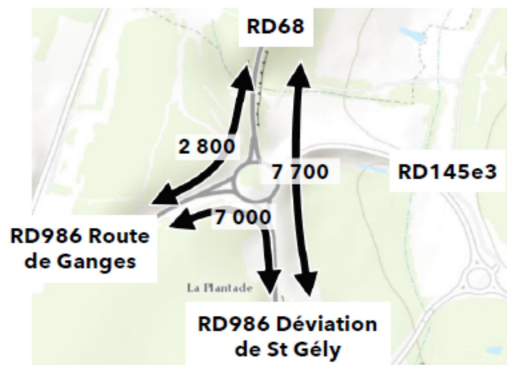 RD68
2 800
7 700
RD145e3
7 000
RD986 Route
de Ganges
La Plantade
RD986 Déviation
de St Gély